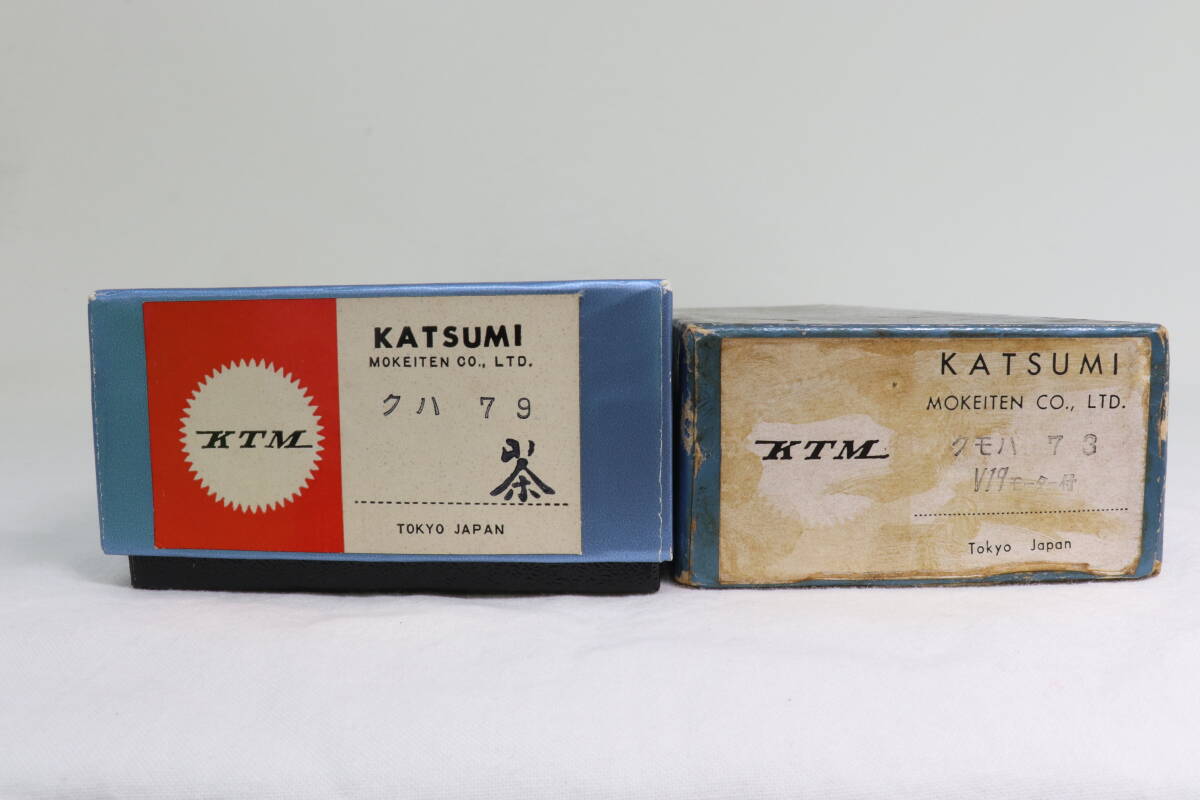 KTM
KATSUMI
MOKEITEN CO., LTD.
クハ 79
茶
TOKYO JAPAN
KTM
KATSUMI
MOKEITEN CO., LTD.
クモハ 73
V19モーター付
Tokyo Japan